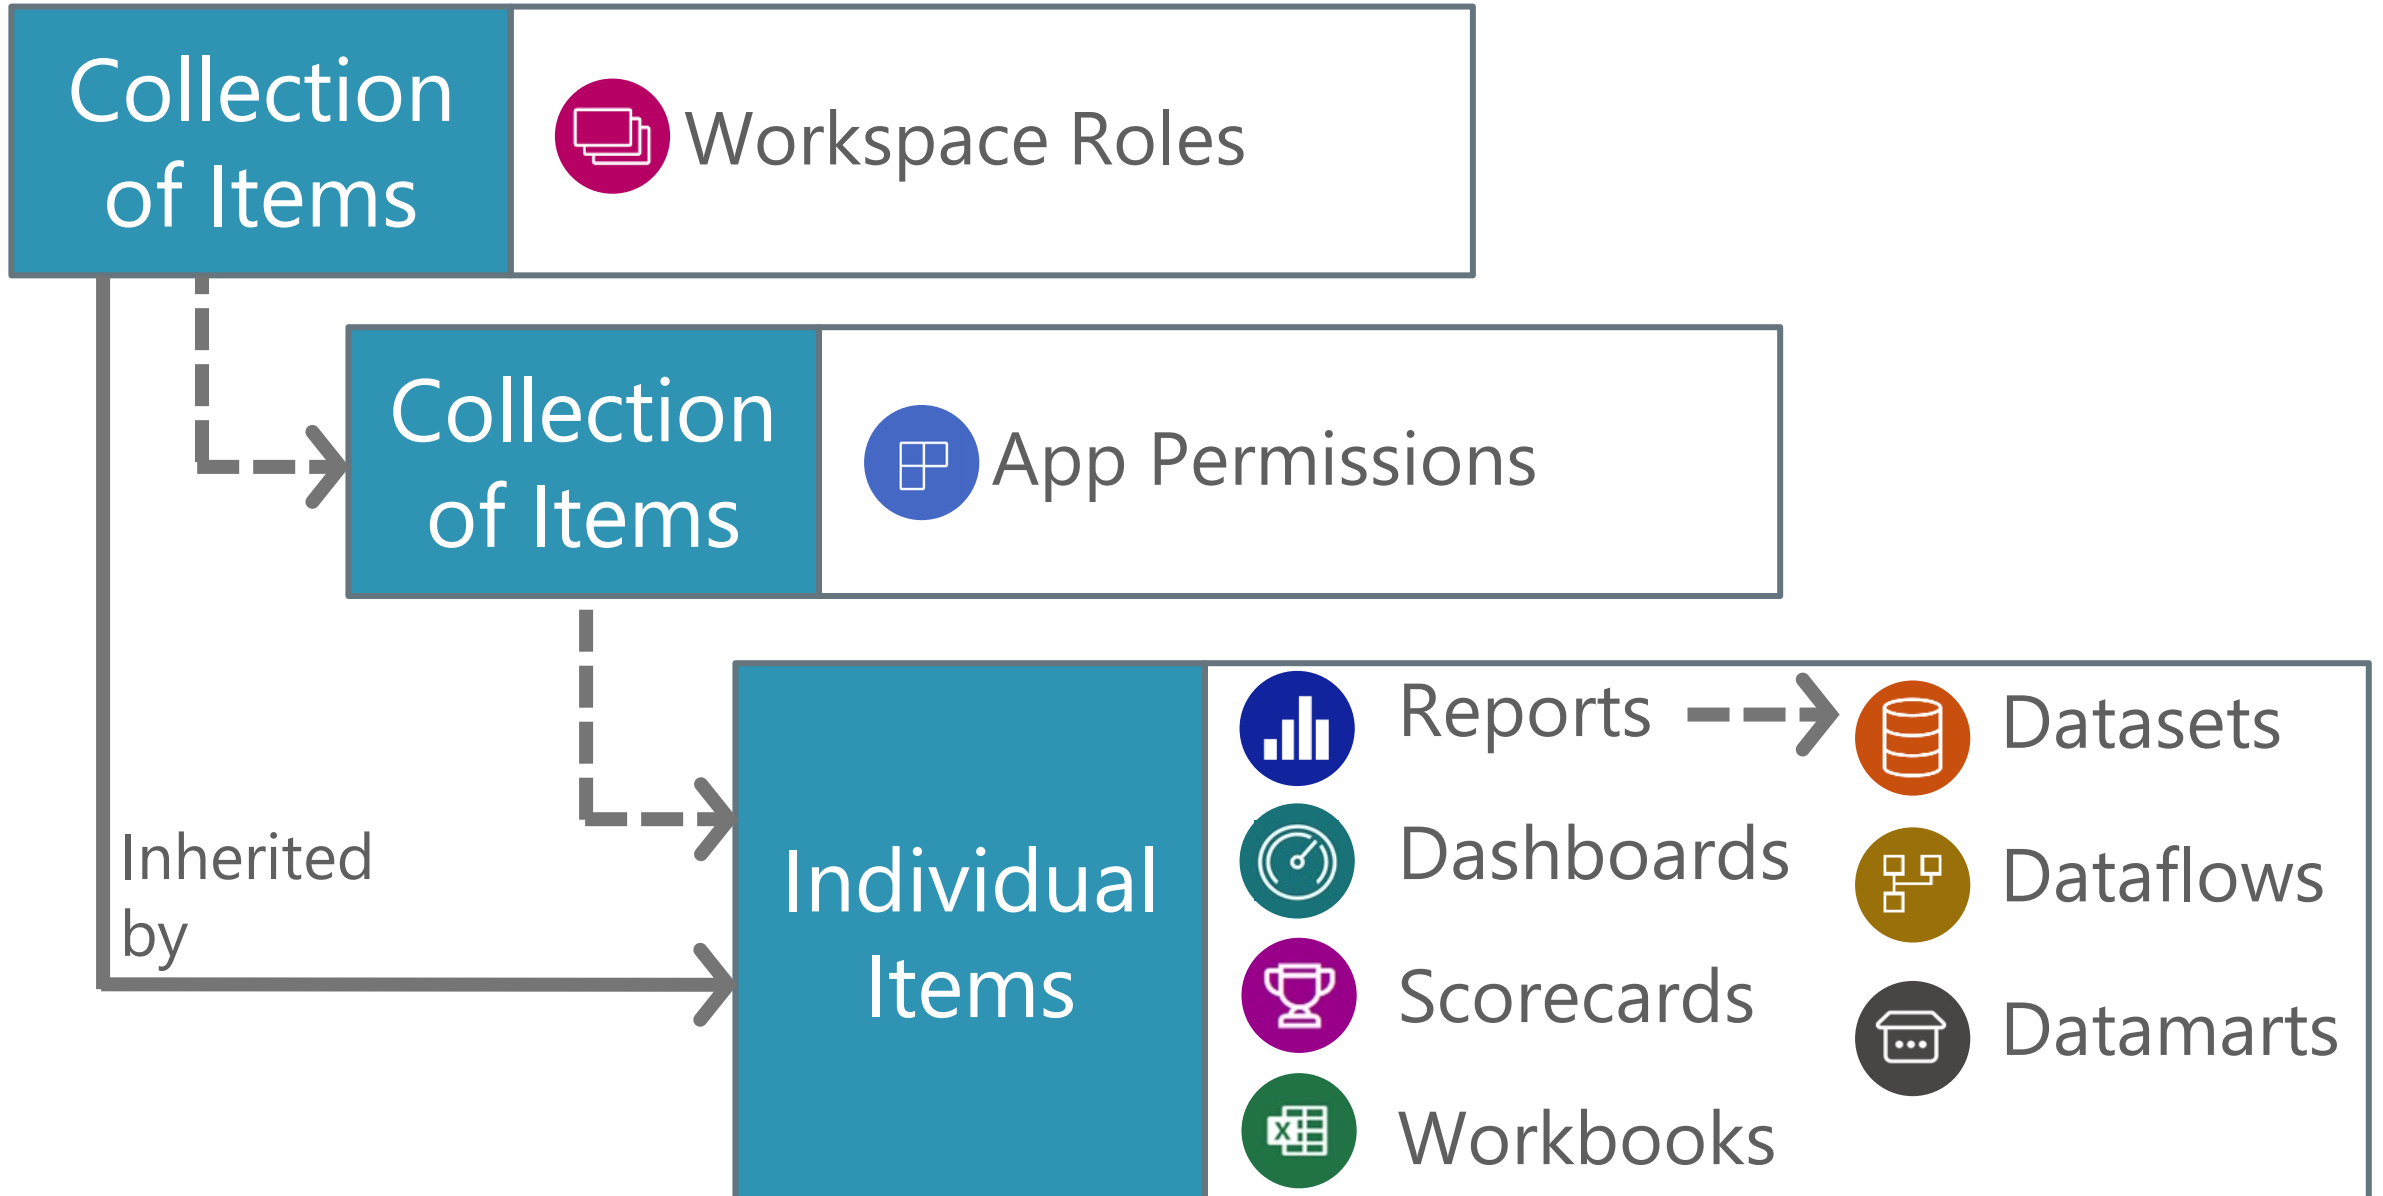 Collection
of Items
Workspace Roles
Collection
of Items
App Permissions
Inherited
by
Individual
Items
Reports
Dashboards
Scorecards
Workbooks
Datasets
Dataflows
Datamarts